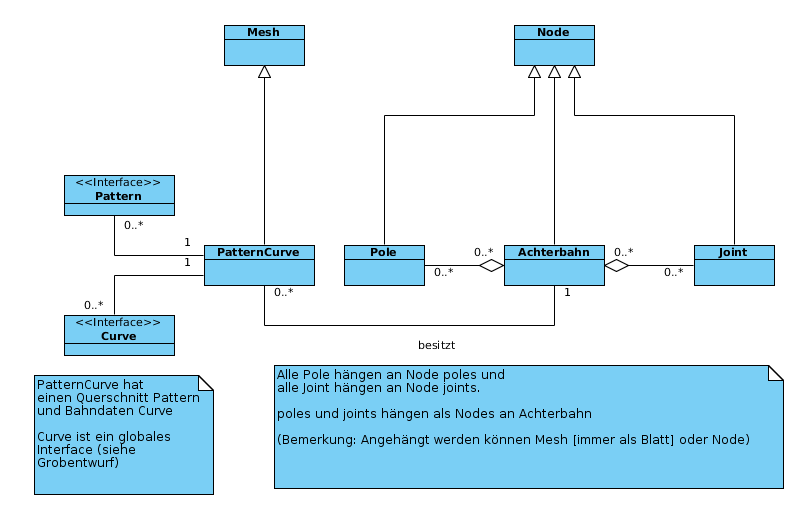 Mesh
Node
<<Interface>>
Pattern
0..*
1
PatternCurve
Pole
0..*
Achterbahn
0..*
Joint
1
0..*
0..*
0..*
1
0..*
<<Interface>>
Curve
besitzt
PatternCurve hat
einen Querschnitt Pattern
und Bahndaten Curve
Curve ist ein globales
Interface (siehe
Grobentwurf)
Alle Pole hängen an Node poles und
alle Joint hängen an Node joints.
poles und joints hängen als Nodes an Achterbahn
(Bemerkung: Angehängt werden können Mesh [immer als Blatt] oder Node)